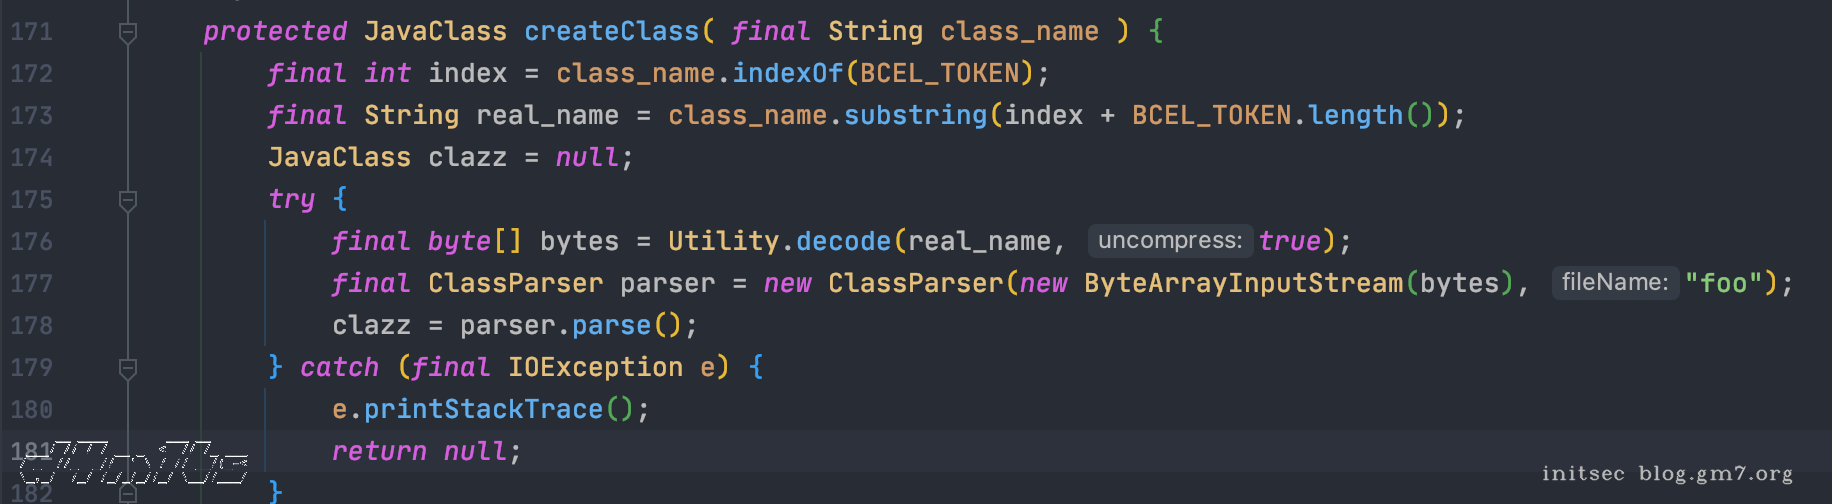 171 protected JavaClass createClass( final String class_name ) {
172 final int index = class_name.indexOf(BCEL_TOKEN);
173 final String real_name = class_name.substring(index + BCEL_TOKEN.length());
174 JavaClass clazz = null;
175 try {
176 final byte[] bytes = Utility.decode(real_name, uncompress: true);
177 final ClassParser parser = new ClassParser(new ByteArrayInputStream(bytes), fileName: "foo");
178 clazz = parser.parse();
179 } catch (final IOException e) {
180 e.printStackTrace();
181 return null;
182 }
initsec blog.gm7.org